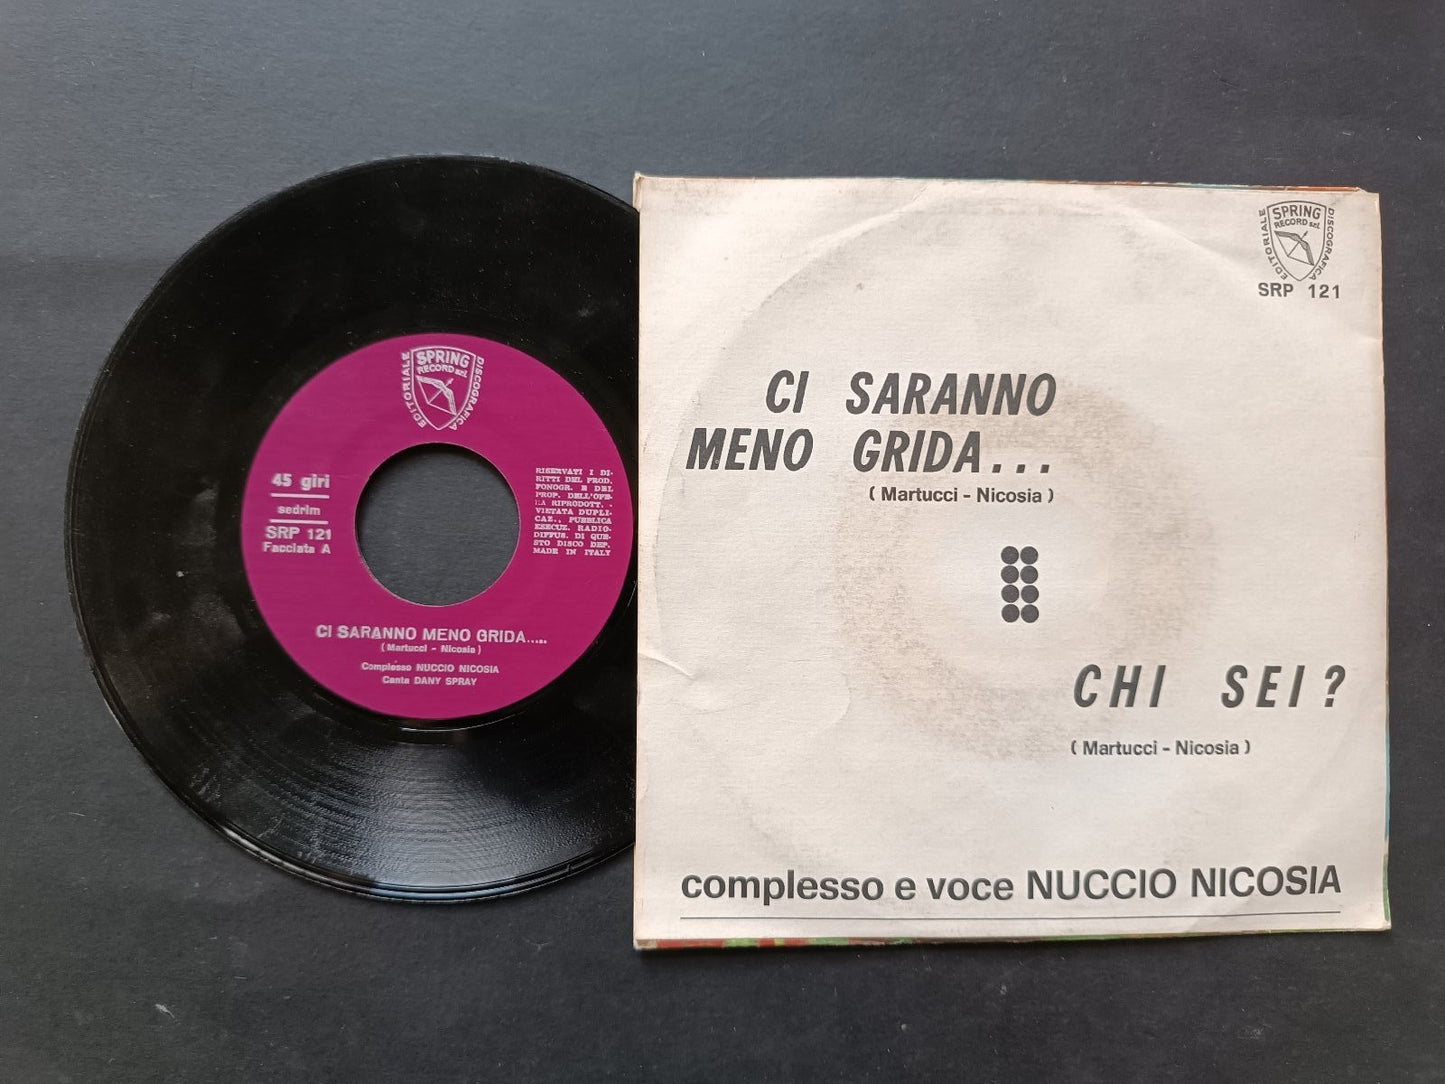 EDITORIALE
SPRING
RECORD s.r.l.
DISCOGRAFICA
45 giri
sedrim
SRP 121
Facciata A
RISERVATI I DI-
RITTI DEL PROD.
FONOGR. E DEL
PROP. DELL'OPE-
RA RIPRODOTT. -
VIETATA DUPLI-
CAZ., PUBBLICA
ESECUZ. RADIO-
DIFFUS. DI QUE-
STO DISCO DEP.
MADE IN ITALY
CI SARANNO MENO GRIDA.....
(Martucci - Nicosia)
Complesso NUCCIO NICOSIA
Canta DANY SPRAY
EDITORIALE
SPRING
RECORD s.r.l.
DISCOGRAFICA
SRP 121
CI SARANNO
MENO GRIDA...
( Martucci - Nicosia )
CHI SEI ?
( Martucci - Nicosia )
complesso e voce NUCCIO NICOSIA